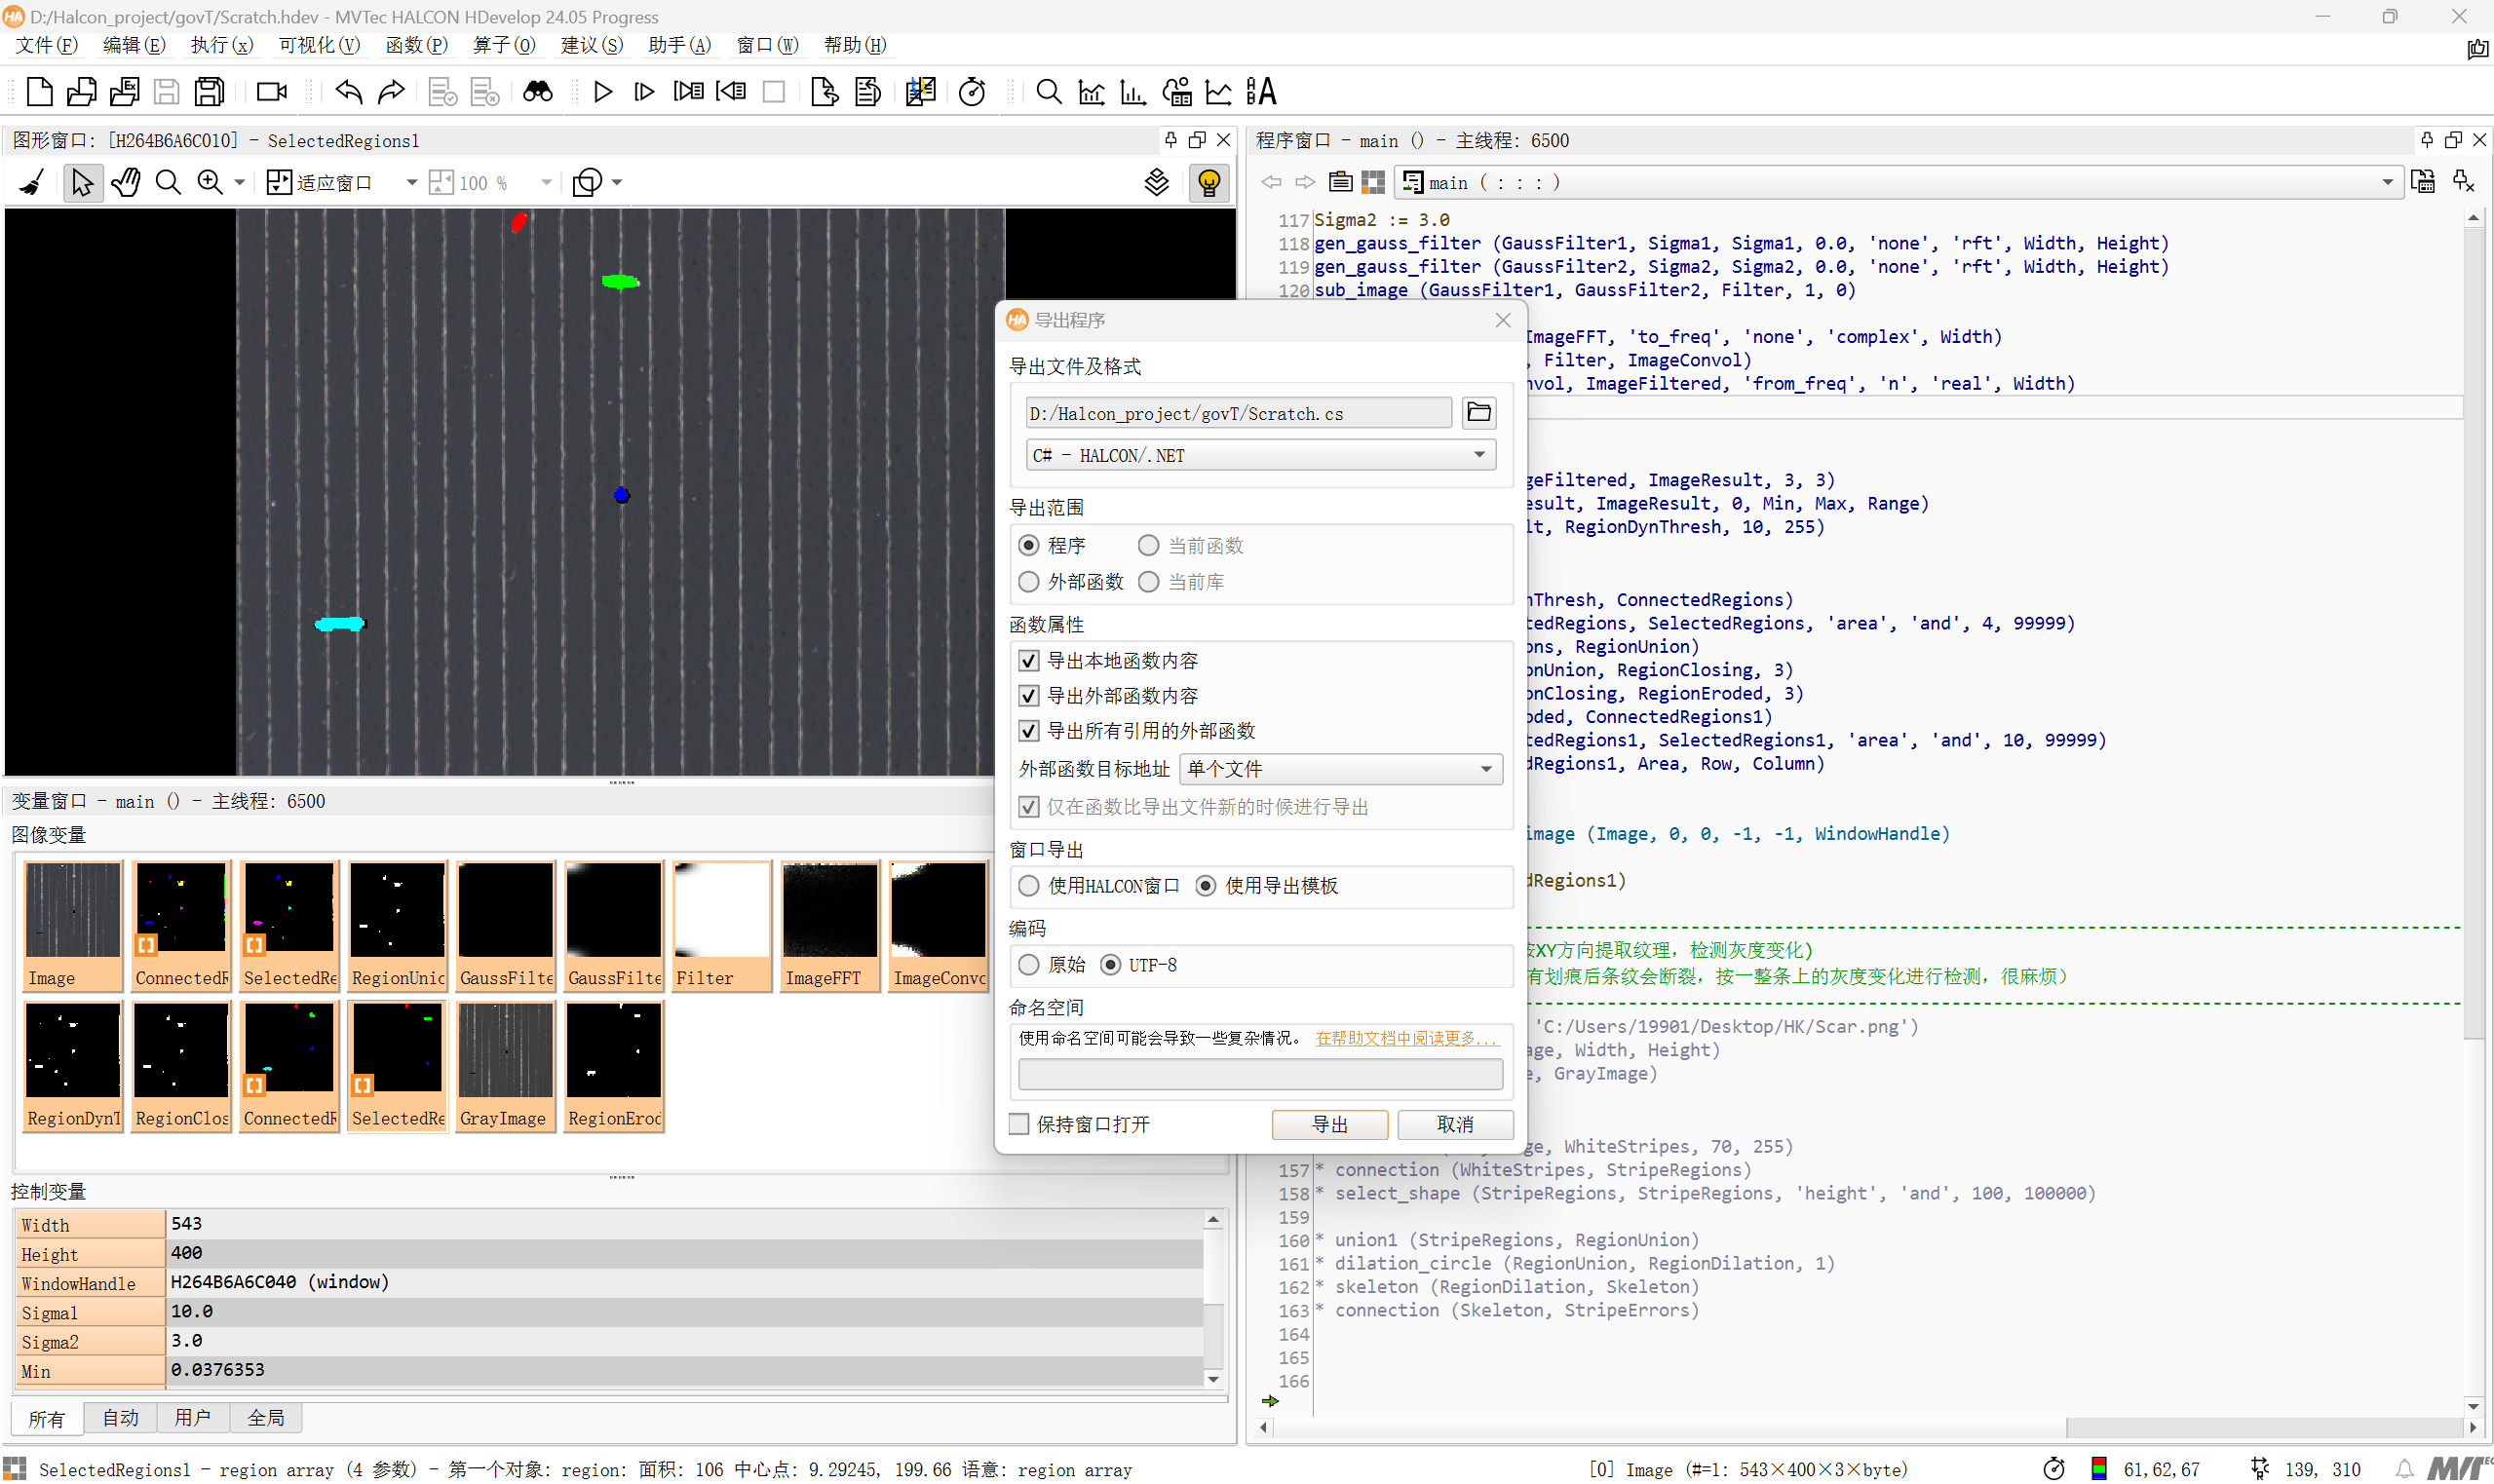 D:/Halcon_project/govT/Scratch.hdev - MVTec HALCON HDevelop 24.05 Progress
文件(F) 编辑(E) 执行(x) 可视化(V) 函数(P) 算子(O) 建议(S) 助手(A) 窗口(W) 帮助(H)
图形窗口: [H264B6A6C010] - SelectedRegions1
适应窗口 100 %
程序窗口 - main () - 主线程: 6500
main ( : : : )
117 Sigma2 := 3.0
118 gen_gauss_filter (GaussFilter1, Sigma1, Sigma1, 0.0, 'none', 'rft', Width, Height)
119 gen_gauss_filter (GaussFilter2, Sigma2, Sigma2, 0.0, 'none', 'rft', Width, Height)
120 sub_image (GaussFilter1, GaussFilter2, Filter, 1, 0)
ImageFFT, 'to_freq', 'none', 'complex', Width)
, Filter, ImageConvol)
nvol, ImageFiltered, 'from_freq', 'n', 'real', Width)
geFiltered, ImageResult, 3, 3)
esult, ImageResult, 0, Min, Max, Range)
lt, RegionDynThresh, 10, 255)
nThresh, ConnectedRegions)
tedRegions, SelectedRegions, 'area', 'and', 4, 99999)
ons, RegionUnion)
onUnion, RegionClosing, 3)
onClosing, RegionEroded, 3)
oded, ConnectedRegions1)
tedRegions1, SelectedRegions1, 'area', 'and', 10, 99999)
dRegions1, Area, Row, Column)
image (Image, 0, 0, -1, -1, WindowHandle)
dRegions1)
XY方向提取纹理，检测灰度变化)
有划痕后条纹会断裂，按一整条上的灰度变化进行检测，很麻烦）
'C:/Users/19901/Desktop/HK/Scar.png')
age, Width, Height)
e, GrayImage)
ge, WhiteStripes, 70, 255)
157 * connection (WhiteStripes, StripeRegions)
158 * select_shape (StripeRegions, StripeRegions, 'height', 'and', 100, 100000)
159
160 * union1 (StripeRegions, RegionUnion)
161 * dilation_circle (RegionUnion, RegionDilation, 1)
162 * skeleton (RegionDilation, Skeleton)
163 * connection (Skeleton, StripeErrors)
164
165
166
导出程序
导出文件及格式
D:/Halcon_project/govT/Scratch.cs
C# - HALCON/.NET
导出范围
程序 当前函数
外部函数 当前库
函数属性
导出本地函数内容
导出外部函数内容
导出所有引用的外部函数
外部函数目标地址 单个文件
仅在函数比导出文件新的时候进行导出
窗口导出
使用HALCON窗口 使用导出模板
编码
原始 UTF-8
命名空间
使用命名空间可能会导致一些复杂情况。 在帮助文档中阅读更多...
保持窗口打开 导出 取消
变量窗口 - main () - 主线程: 6500
图像变量
Image ConnectedR SelectedRe RegionUnic GaussFilte GaussFilte Filter ImageFFT ImageConvo
RegionDynT RegionClos ConnectedR SelectedRe GrayImage RegionEroc
控制变量
Width 543
Height 400
WindowHandle H264B6A6C040 (window)
Sigma1 10.0
Sigma2 3.0
Min 0.0376353
所有 自动 用户 全局
SelectedRegions1 - region array (4 参数) - 第一个对象: region: 面积: 106 中心点: 9.29245, 199.66 语意: region array
[0] Image (#=1: 543×400×3×byte) 61,62,67 139, 310